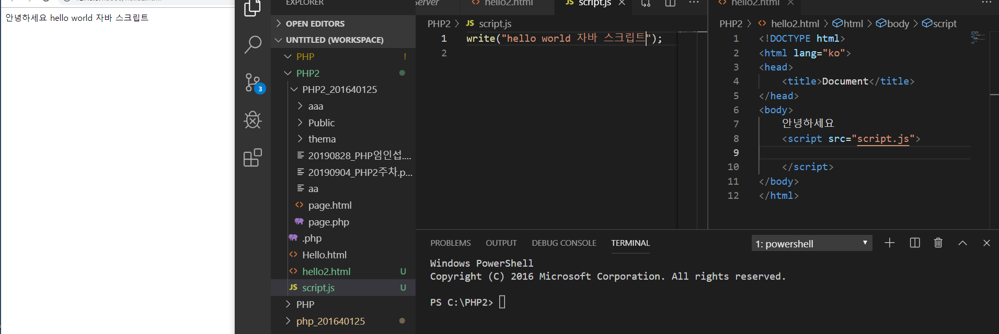 안녕하세요 hello world 자바 스크립트
EXPLORER
OPEN EDITORS
UNTITLED (WORKSPACE)
PHP !
PHP2
PHP2_201640125
aaa
Public
thema
20190828_PHP엄인섭....
20190904_PHP2주차.p...
aa
page.html
page.php
.php
Hello.html
hello2.html U
JS script.js U
PHP
php_201640125
3
Server
hello2.html
JS script.js
PHP2 > JS script.js
1 write("hello world 자바 스크립트");
2
hello2.html
PHP2 > hello2.html > html > body > script
1 <!DOCTYPE html>
2 <html lang="ko">
3 <head>
4 <title>Document</title>
5 </head>
6 <body>
7 안녕하세요
8 <script src="script.js">
9
10 </script>
11 </body>
12 </html>
PROBLEMS OUTPUT DEBUG CONSOLE TERMINAL 1: powershell
Windows PowerShell
Copyright (C) 2016 Microsoft Corporation. All rights reserved.
PS C:\PHP2>